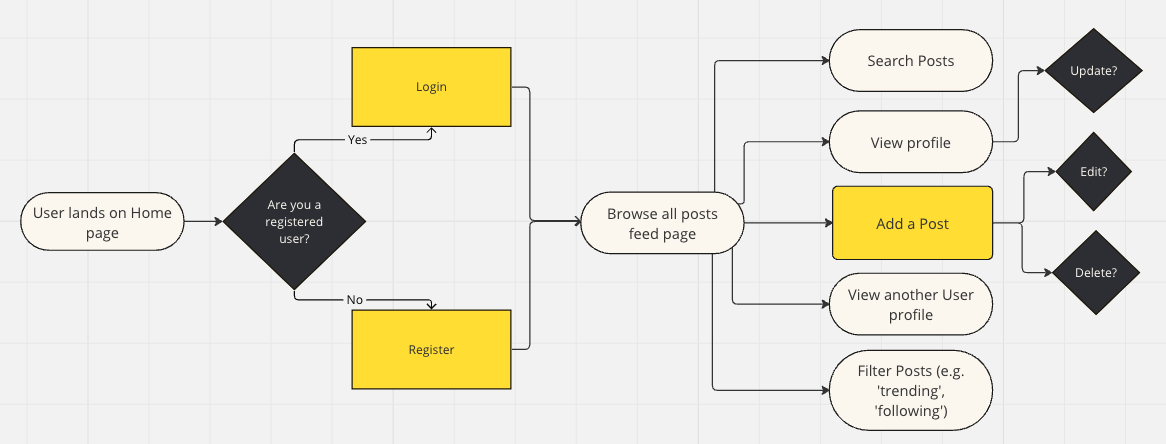 User lands on Home
page
Are you a
registered
user?
Yes
No
Login
Register
Browse all posts
feed page
Search Posts
View profile
Add a Post
View another User
profile
Filter Posts (e.g.
'trending',
'following')
Update?
Edit?
Delete?